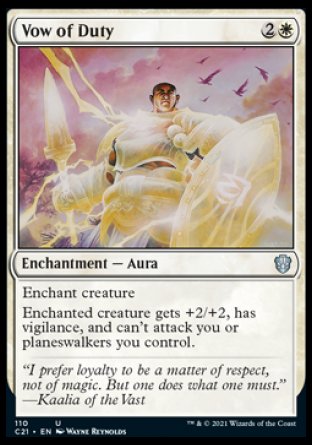 Vow of Duty 2
Enchantment — Aura
Enchant creature
Enchanted creature gets +2/+2, has
vigilance, and can't attack you or
planeswalkers you control.
“I prefer loyalty to be a matter of respect,
not of magic. But one does what one must.”
—Kaalia of the Vast
110 U
C21 • EN Wayne Reynolds
™ & © 2021 Wizards of the Coast